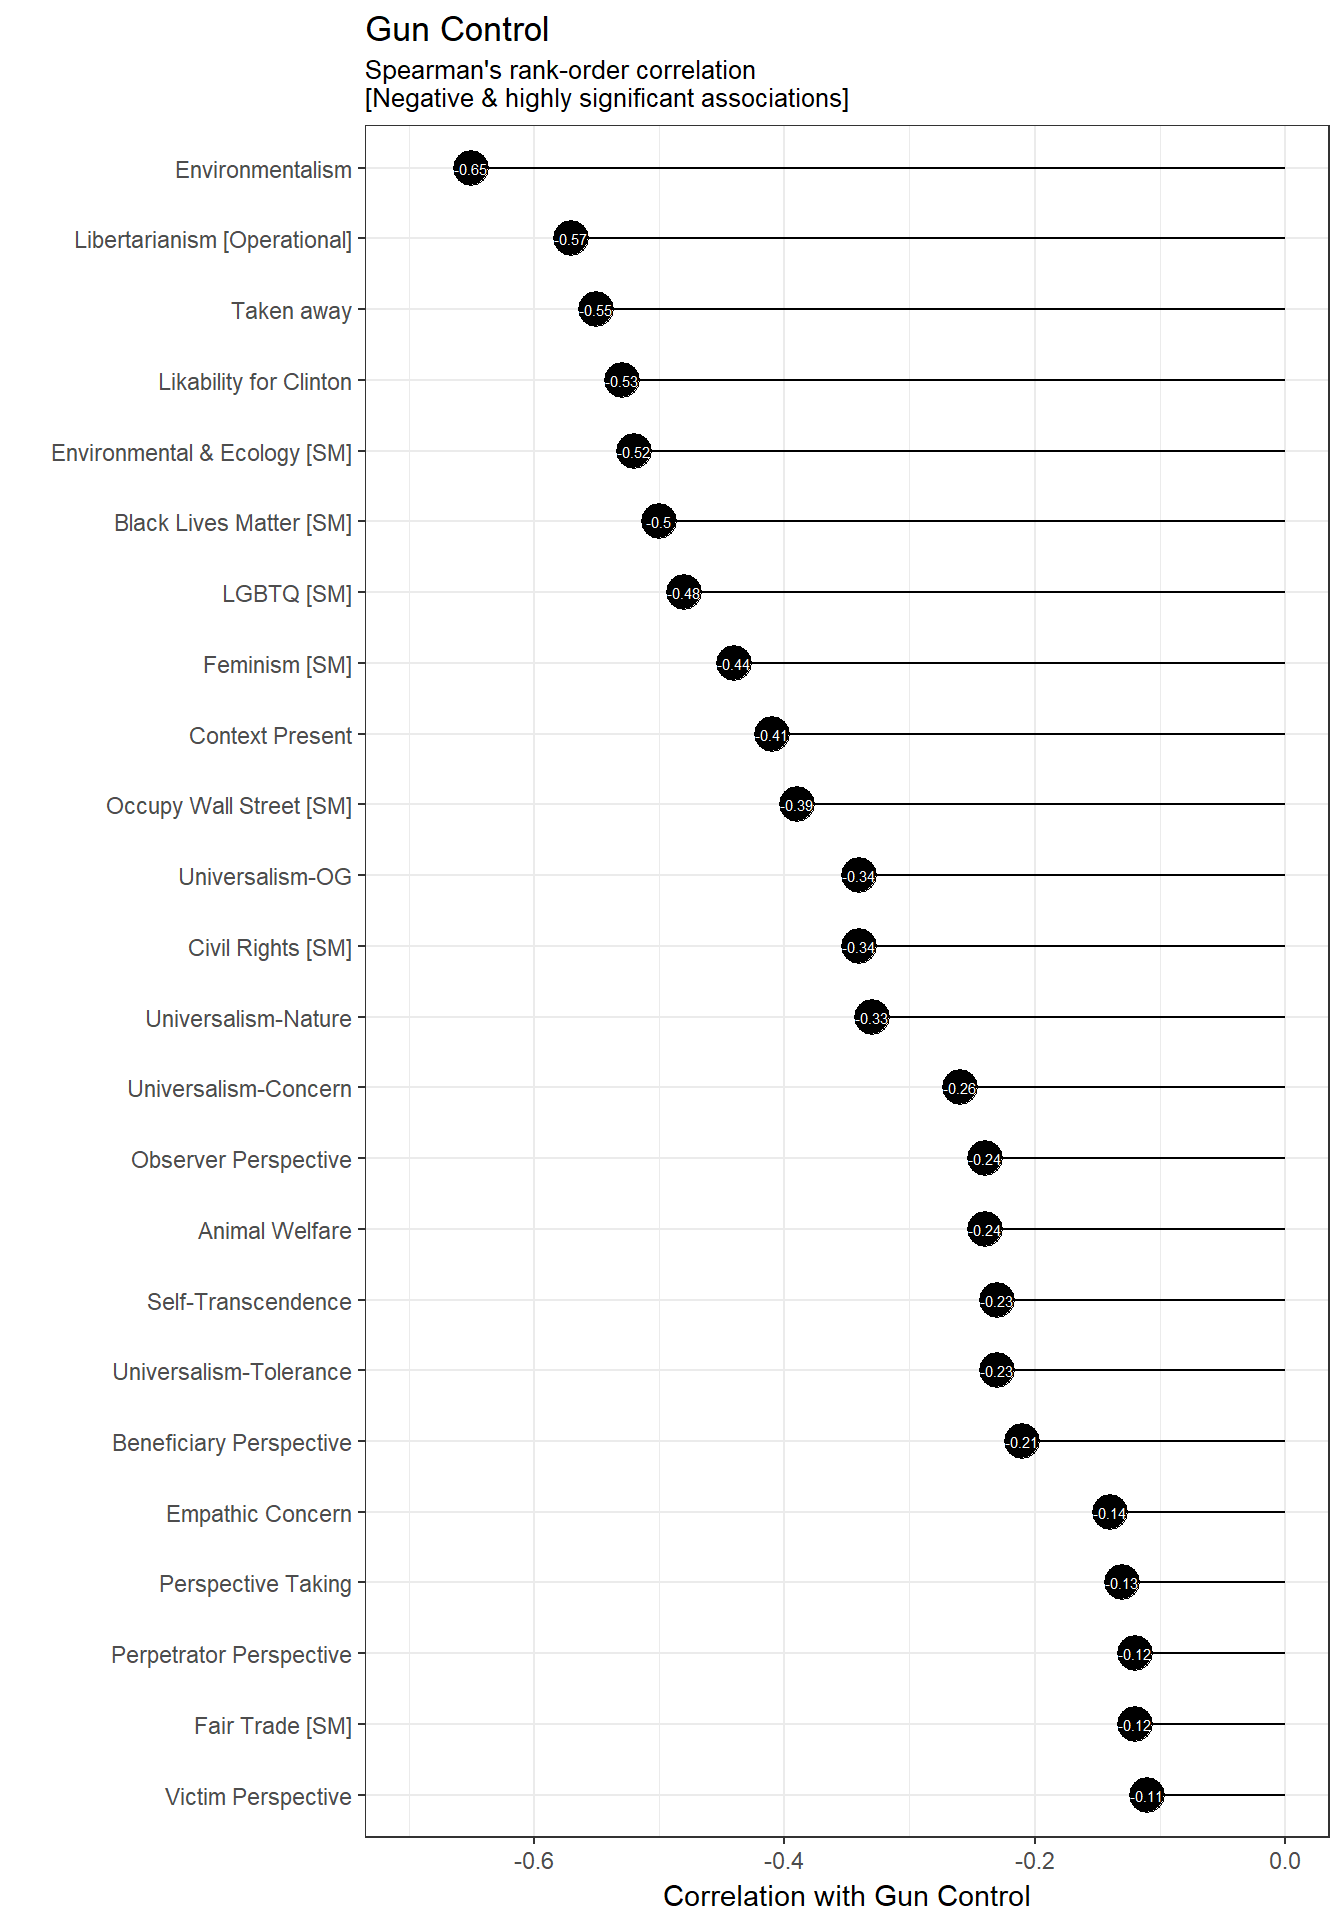 Gun Control
Spearman's rank-order correlation
[Negative & highly significant associations]
Environmentalism -0.65
Libertarianism [Operational] -0.57
Taken away -0.55
Likability for Clinton -0.53
Environmental & Ecology [SM] -0.52
Black Lives Matter [SM] -0.5
LGBTQ [SM] -0.48
Feminism [SM] -0.44
Context Present -0.41
Occupy Wall Street [SM] -0.39
Universalism-OG -0.34
Civil Rights [SM] -0.34
Universalism-Nature -0.33
Universalism-Concern -0.26
Observer Perspective -0.24
Animal Welfare -0.24
Self-Transcendence -0.23
Universalism-Tolerance -0.23
Beneficiary Perspective -0.21
Empathic Concern -0.14
Perspective Taking -0.13
Perpetrator Perspective -0.12
Fair Trade [SM] -0.12
Victim Perspective -0.11
-0.6 -0.4 -0.2 0.0
Correlation with Gun Control